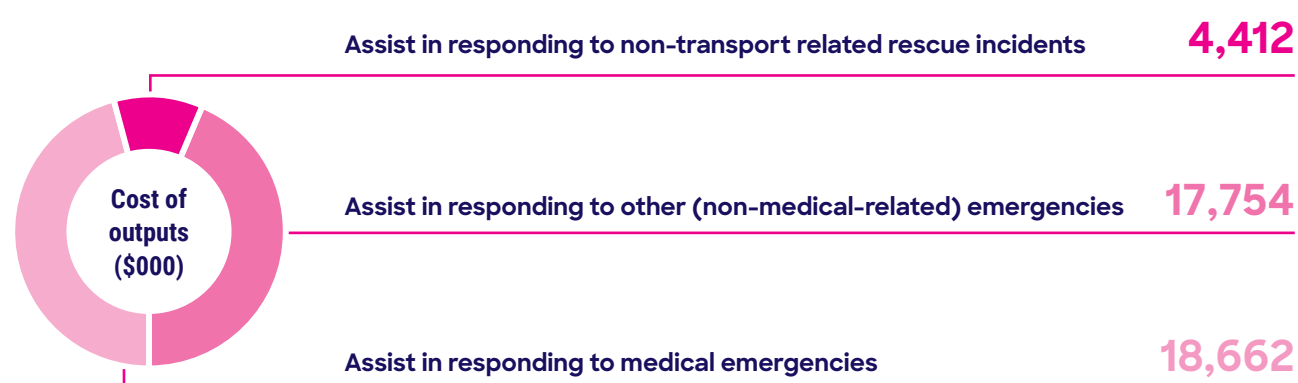 Assist in responding to non-transport related rescue incidents 4,412
Cost of
outputs
($000)
Assist in responding to other (non-medical-related) emergencies 17,754
Assist in responding to medical emergencies 18,662